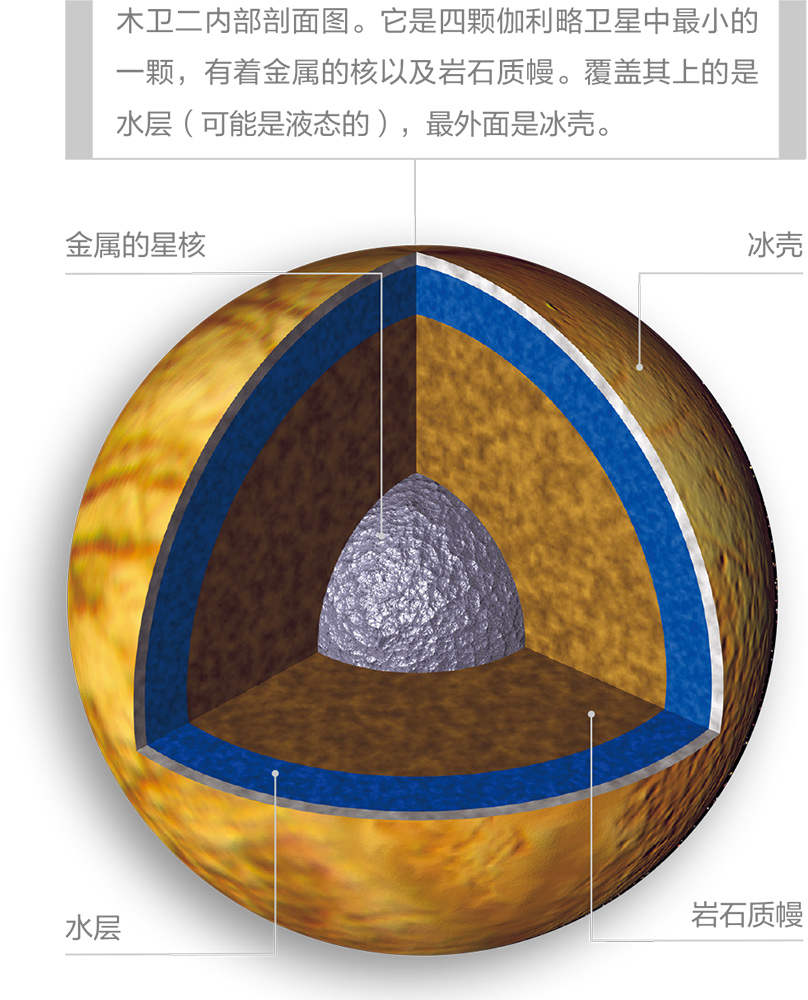 木卫二内部剖面图。它是四颗伽利略卫星中最小的
一颗，有着金属的核以及岩石质幔。覆盖其上的是
水层（可能是液态的），最外面是冰壳。
金属的星核
冰壳
水层
岩石质幔